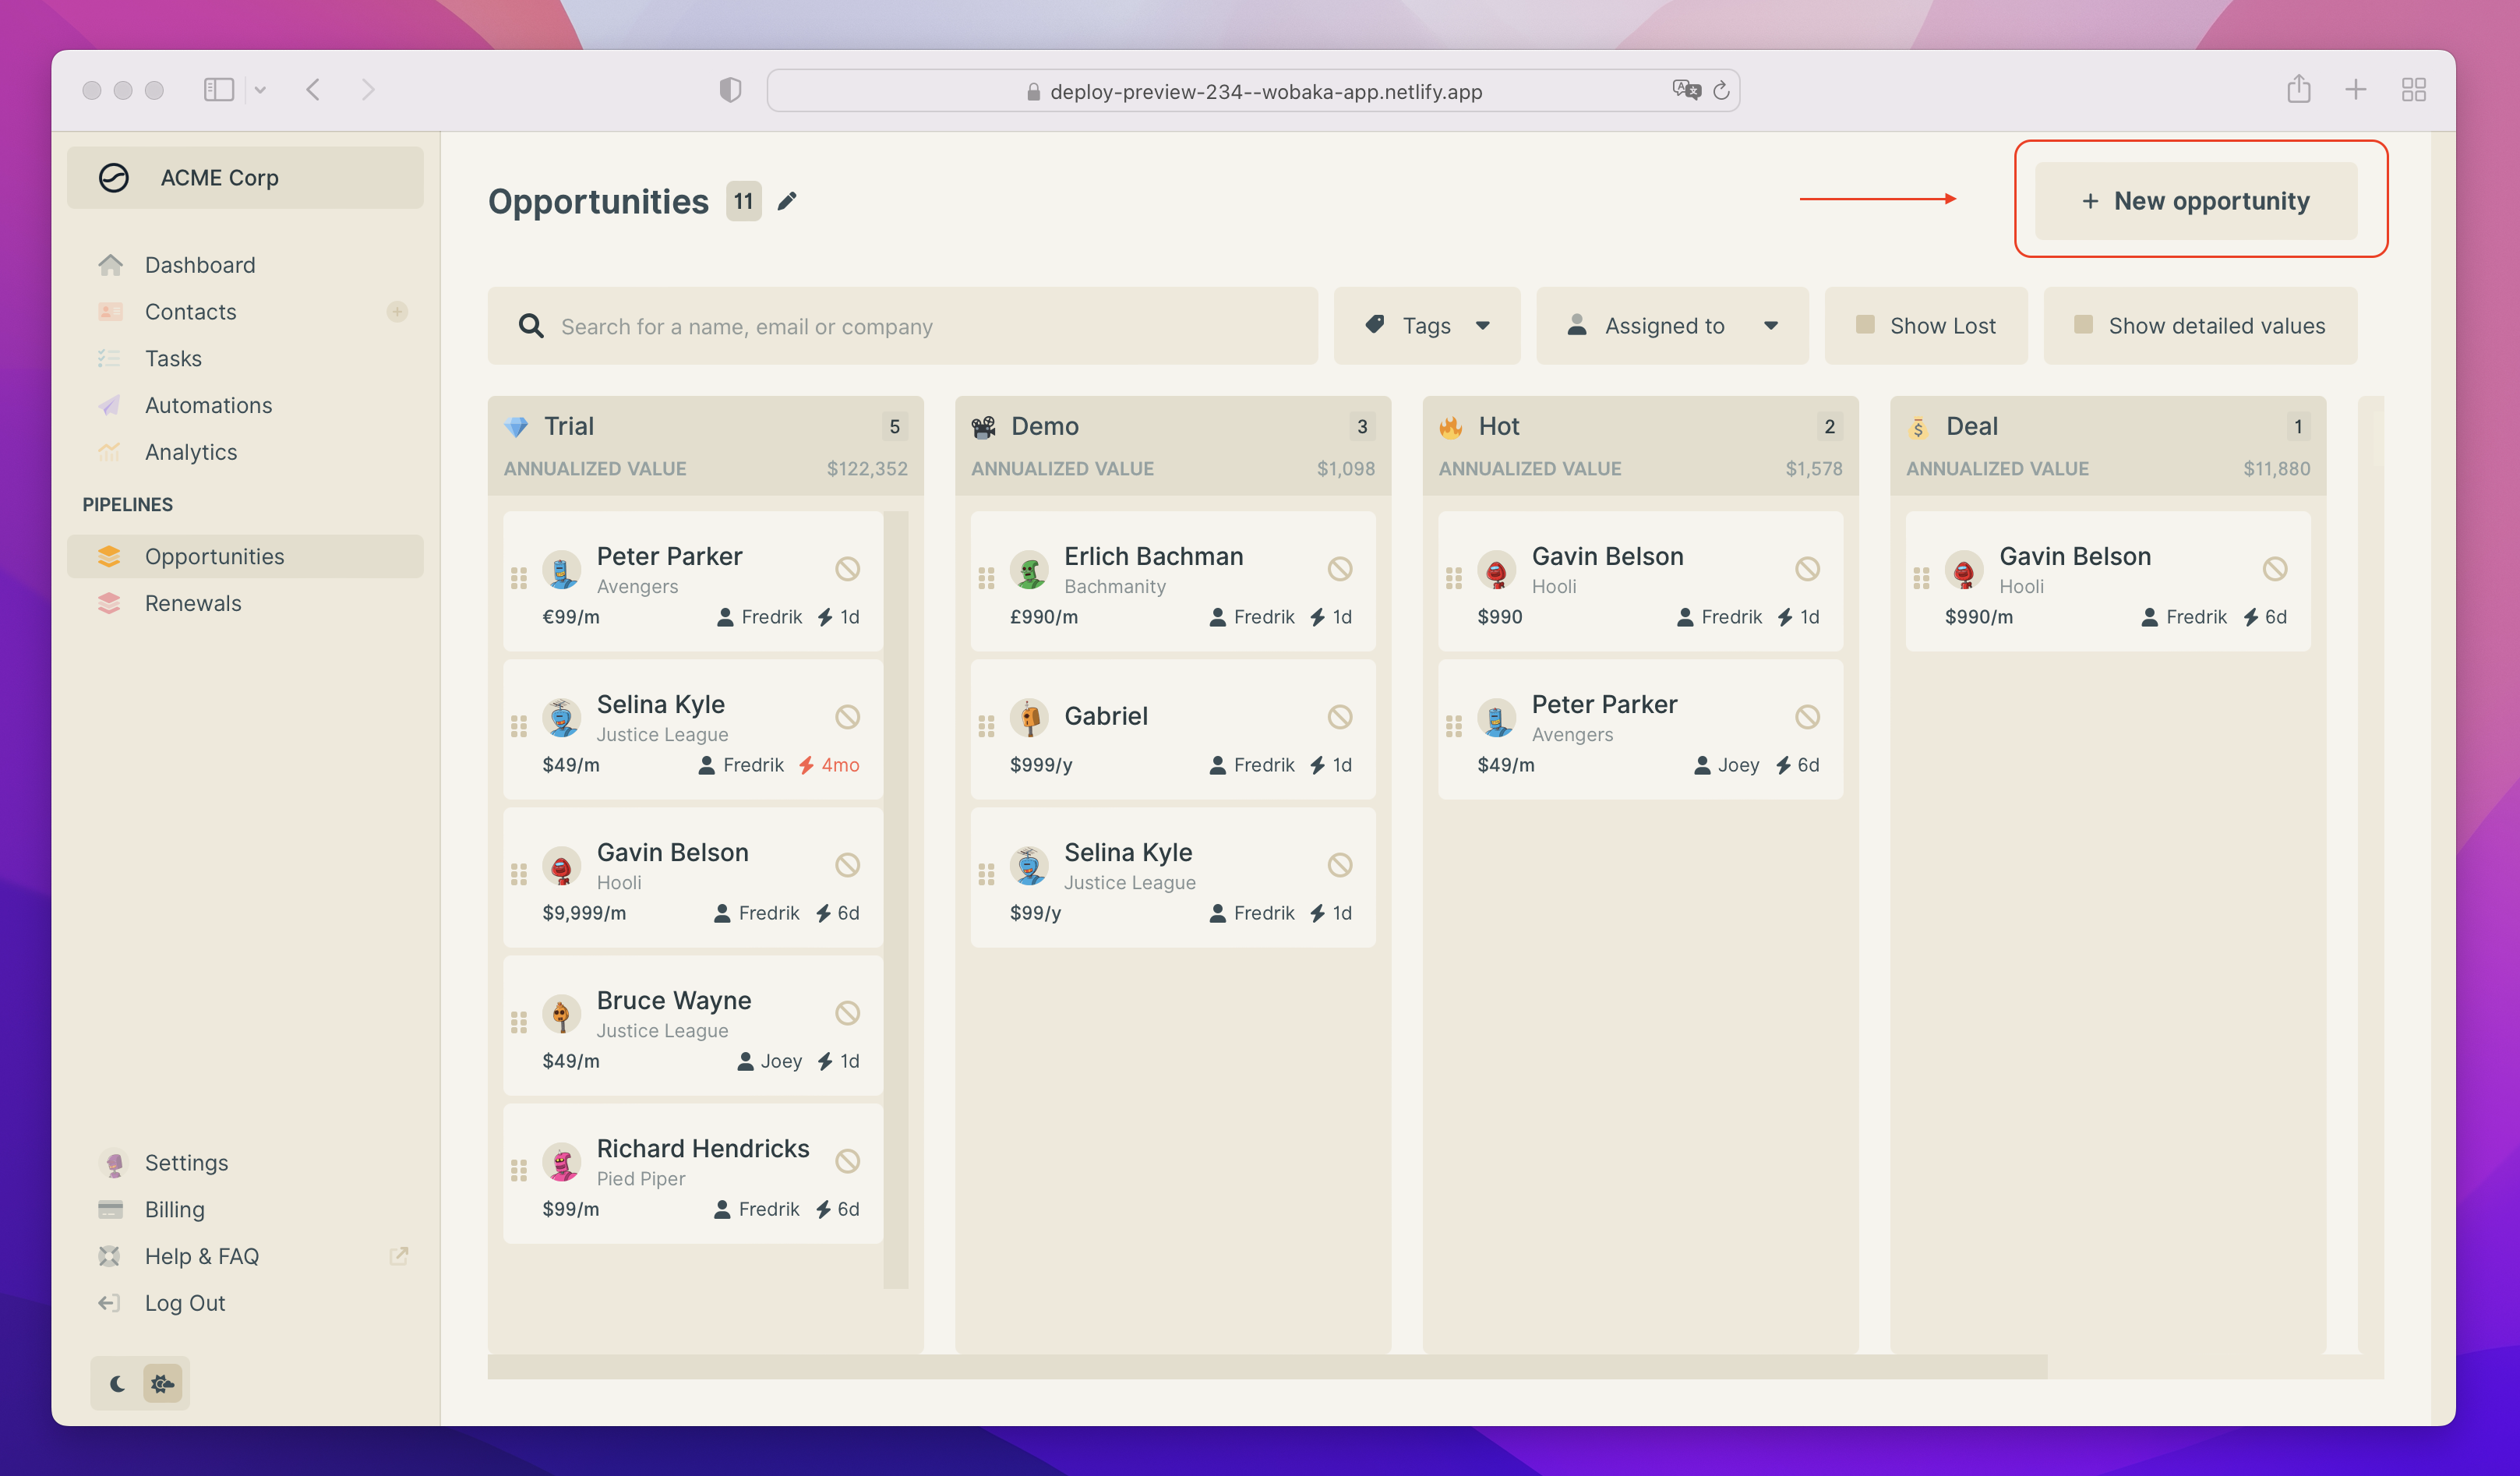 deploy-preview-234--wobaka-app.netlify.app
ACME Corp
Dashboard
Contacts
Tasks
Automations
Analytics
PIPELINES
Opportunities
Renewals
Settings
Billing
Help & FAQ
Log Out
Opportunities 11
+ New opportunity
Search for a name, email or company
Tags
Assigned to
Show Lost
Show detailed values
Trial 5
ANNUALIZED VALUE $122,352
Peter Parker
Avengers
€99/m Fredrik 1d
Selina Kyle
Justice League
$49/m Fredrik 4mo
Gavin Belson
Hooli
$9,999/m Fredrik 6d
Bruce Wayne
Justice League
$49/m Joey 1d
Richard Hendricks
Pied Piper
$99/m Fredrik 6d
Demo 3
ANNUALIZED VALUE $1,098
Erlich Bachman
Bachmanity
£990/m Fredrik 1d
Gabriel
$999/y Fredrik 1d
Selina Kyle
Justice League
$99/y Fredrik 1d
Hot 2
ANNUALIZED VALUE $1,578
Gavin Belson
Hooli
$990 Fredrik 1d
Peter Parker
Avengers
$49/m Joey 6d
Deal 1
ANNUALIZED VALUE $11,880
Gavin Belson
Hooli
$990/m Fredrik 6d